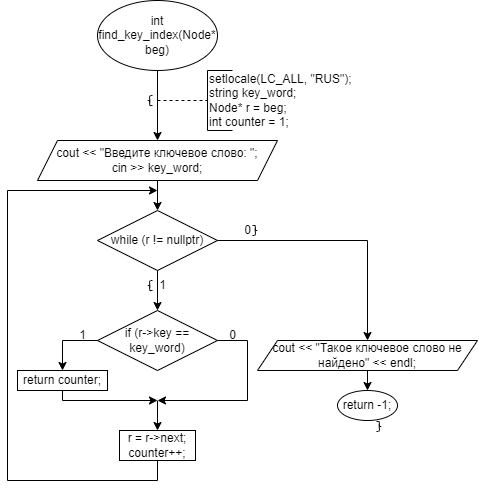 int
find_key_index(Node*
beg)
{
setlocale(LC_ALL, "RUS");
string key_word;
Node* r = beg;
int counter = 1;
cout << "Введите ключевое слово: ";
cin >> key_word;
while (r != nullptr)
0}
{ 1
if (r->key ==
key_word)
1
0
return counter;
cout << "Такое ключевое слово не
найдено" << endl;
return -1;
}
r = r->next;
counter++;